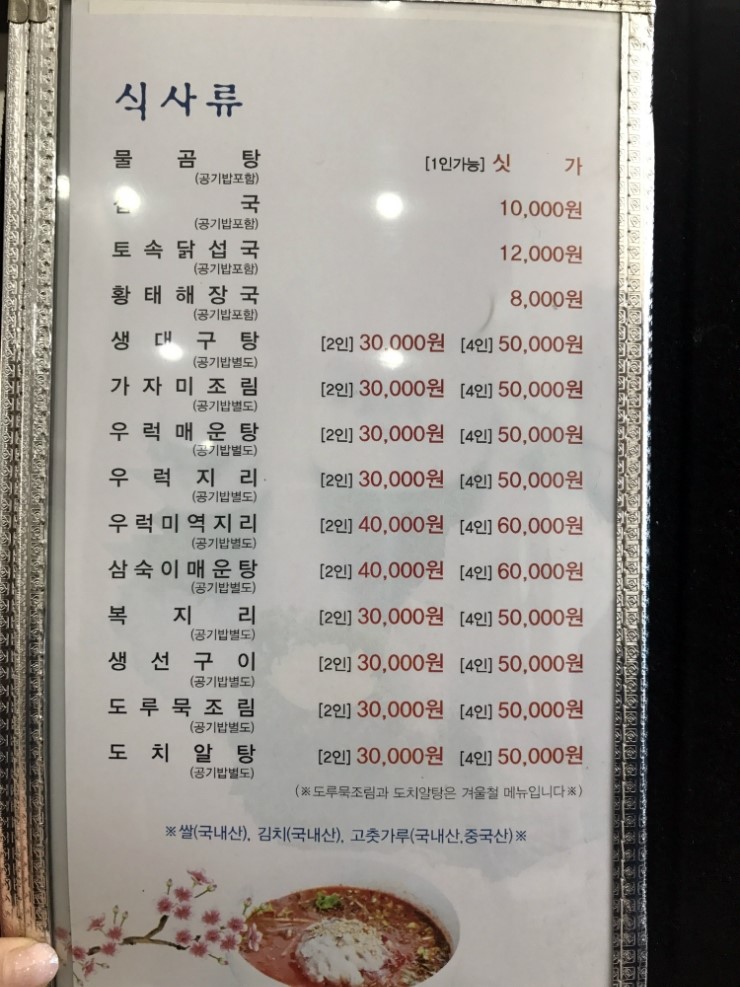 식사류
물곰탕 [1인가능] 싯가
(공기밥포함)
국 10,000원
(공기밥포함)
토속닭섭국 12,000원
(공기밥포함)
황태해장국 8,000원
(공기밥포함)
생대구탕 [2인] 30,000원 [4인] 50,000원
(공기밥별도)
가자미조림 [2인] 30,000원 [4인] 50,000원
(공기밥별도)
우럭매운탕 [2인] 30,000원 [4인] 50,000원
(공기밥별도)
우럭지리 [2인] 30,000원 [4인] 50,000원
(공기밥별도)
우럭미역지리 [2인] 40,000원 [4인] 60,000원
(공기밥별도)
삼숙이매운탕 [2인] 40,000원 [4인] 60,000원
(공기밥별도)
복지리 [2인] 30,000원 [4인] 50,000원
(공기밥별도)
생선구이 [2인] 30,000원 [4인] 50,000원
(공기밥별도)
도루묵조림 [2인] 30,000원 [4인] 50,000원
(공기밥별도)
도치알탕 [2인] 30,000원 [4인] 50,000원
(공기밥별도)
(※도루묵조림과 도치알탕은 겨울철 메뉴입니다※)
※쌀(국내산), 김치(국내산), 고춧가루(국내산,중국산)※